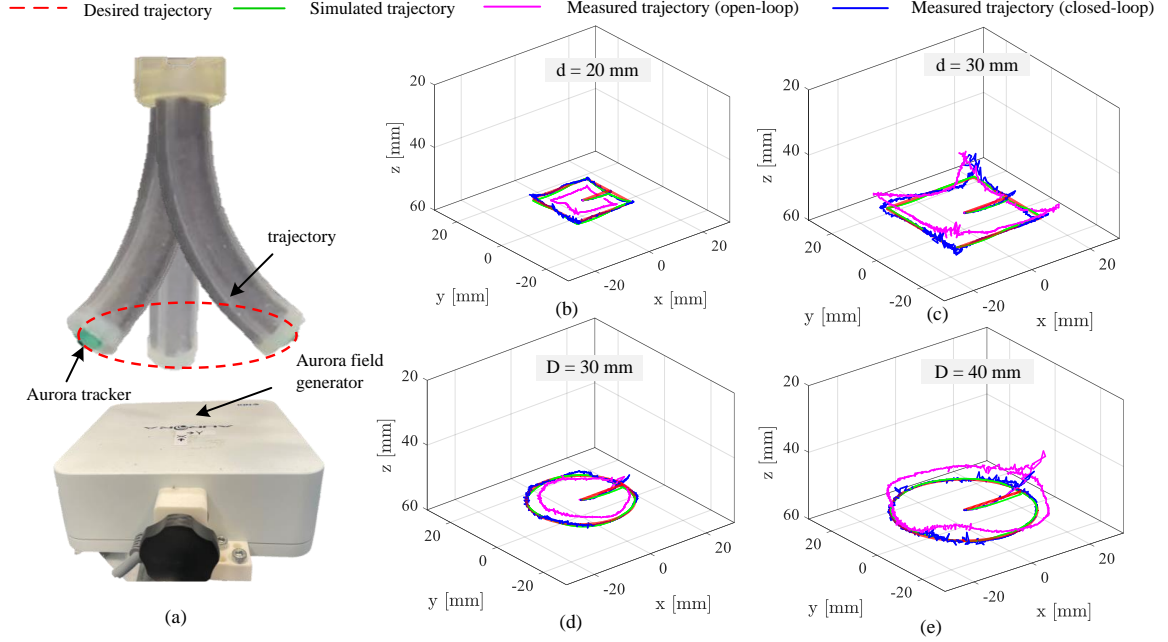 Desired trajectory Simulated trajectory Measured trajectory (open-loop) Measured trajectory (closed-loop)
trajectory
Aurora field
generator
Aurora tracker
AURORA
(a)
d = 20 mm
20
40
60
z [mm]
20
0
-20
y [mm]
-20
0
20
x [mm]
(b)
d = 30 mm
20
40
60
z [mm]
20
0
-20
y [mm]
-20
0
20
x [mm]
(c)
D = 30 mm
20
40
60
z [mm]
20
0
-20
y [mm]
-20
0
20
x [mm]
(d)
D = 40 mm
20
40
60
z [mm]
20
0
-20
y [mm]
-20
0
20
x [mm]
(e)